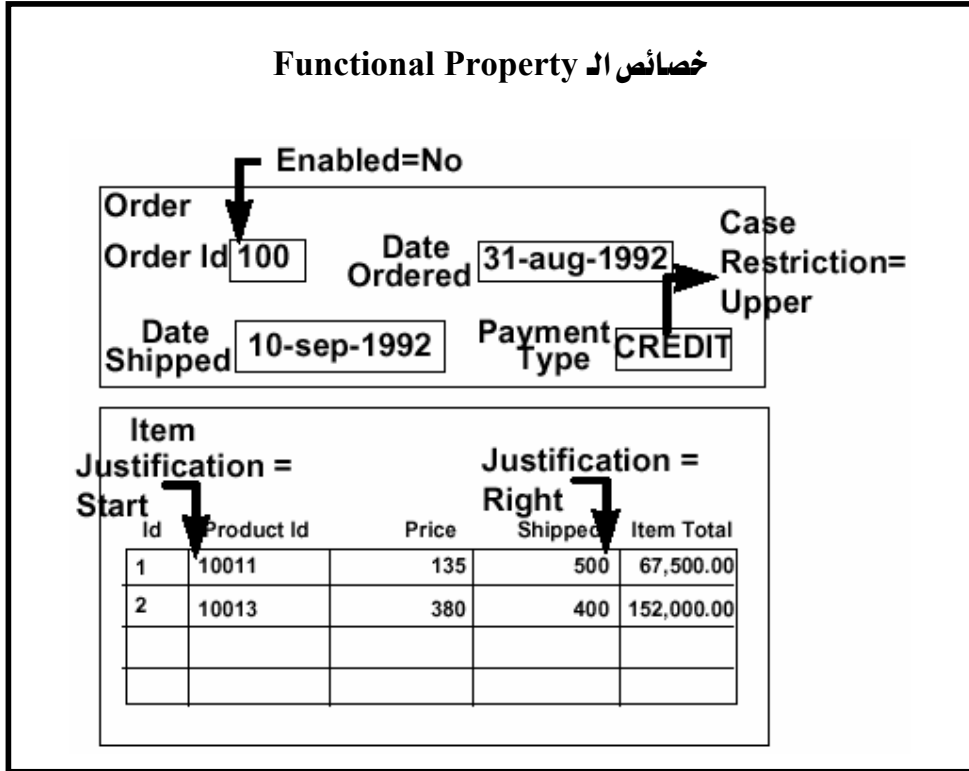 خصائص الـ Functional Property
Enabled=No
Order
Order Id 100
Date Ordered 31-aug-1992
Case
Restriction=
Upper
Date Shipped 10-sep-1992
Payment Type CREDIT
Item
Justification =
Start
Justification =
Right
Id Product Id Price Shipped Item Total
1 10011 135 500 67,500.00
2 10013 380 400 152,000.00